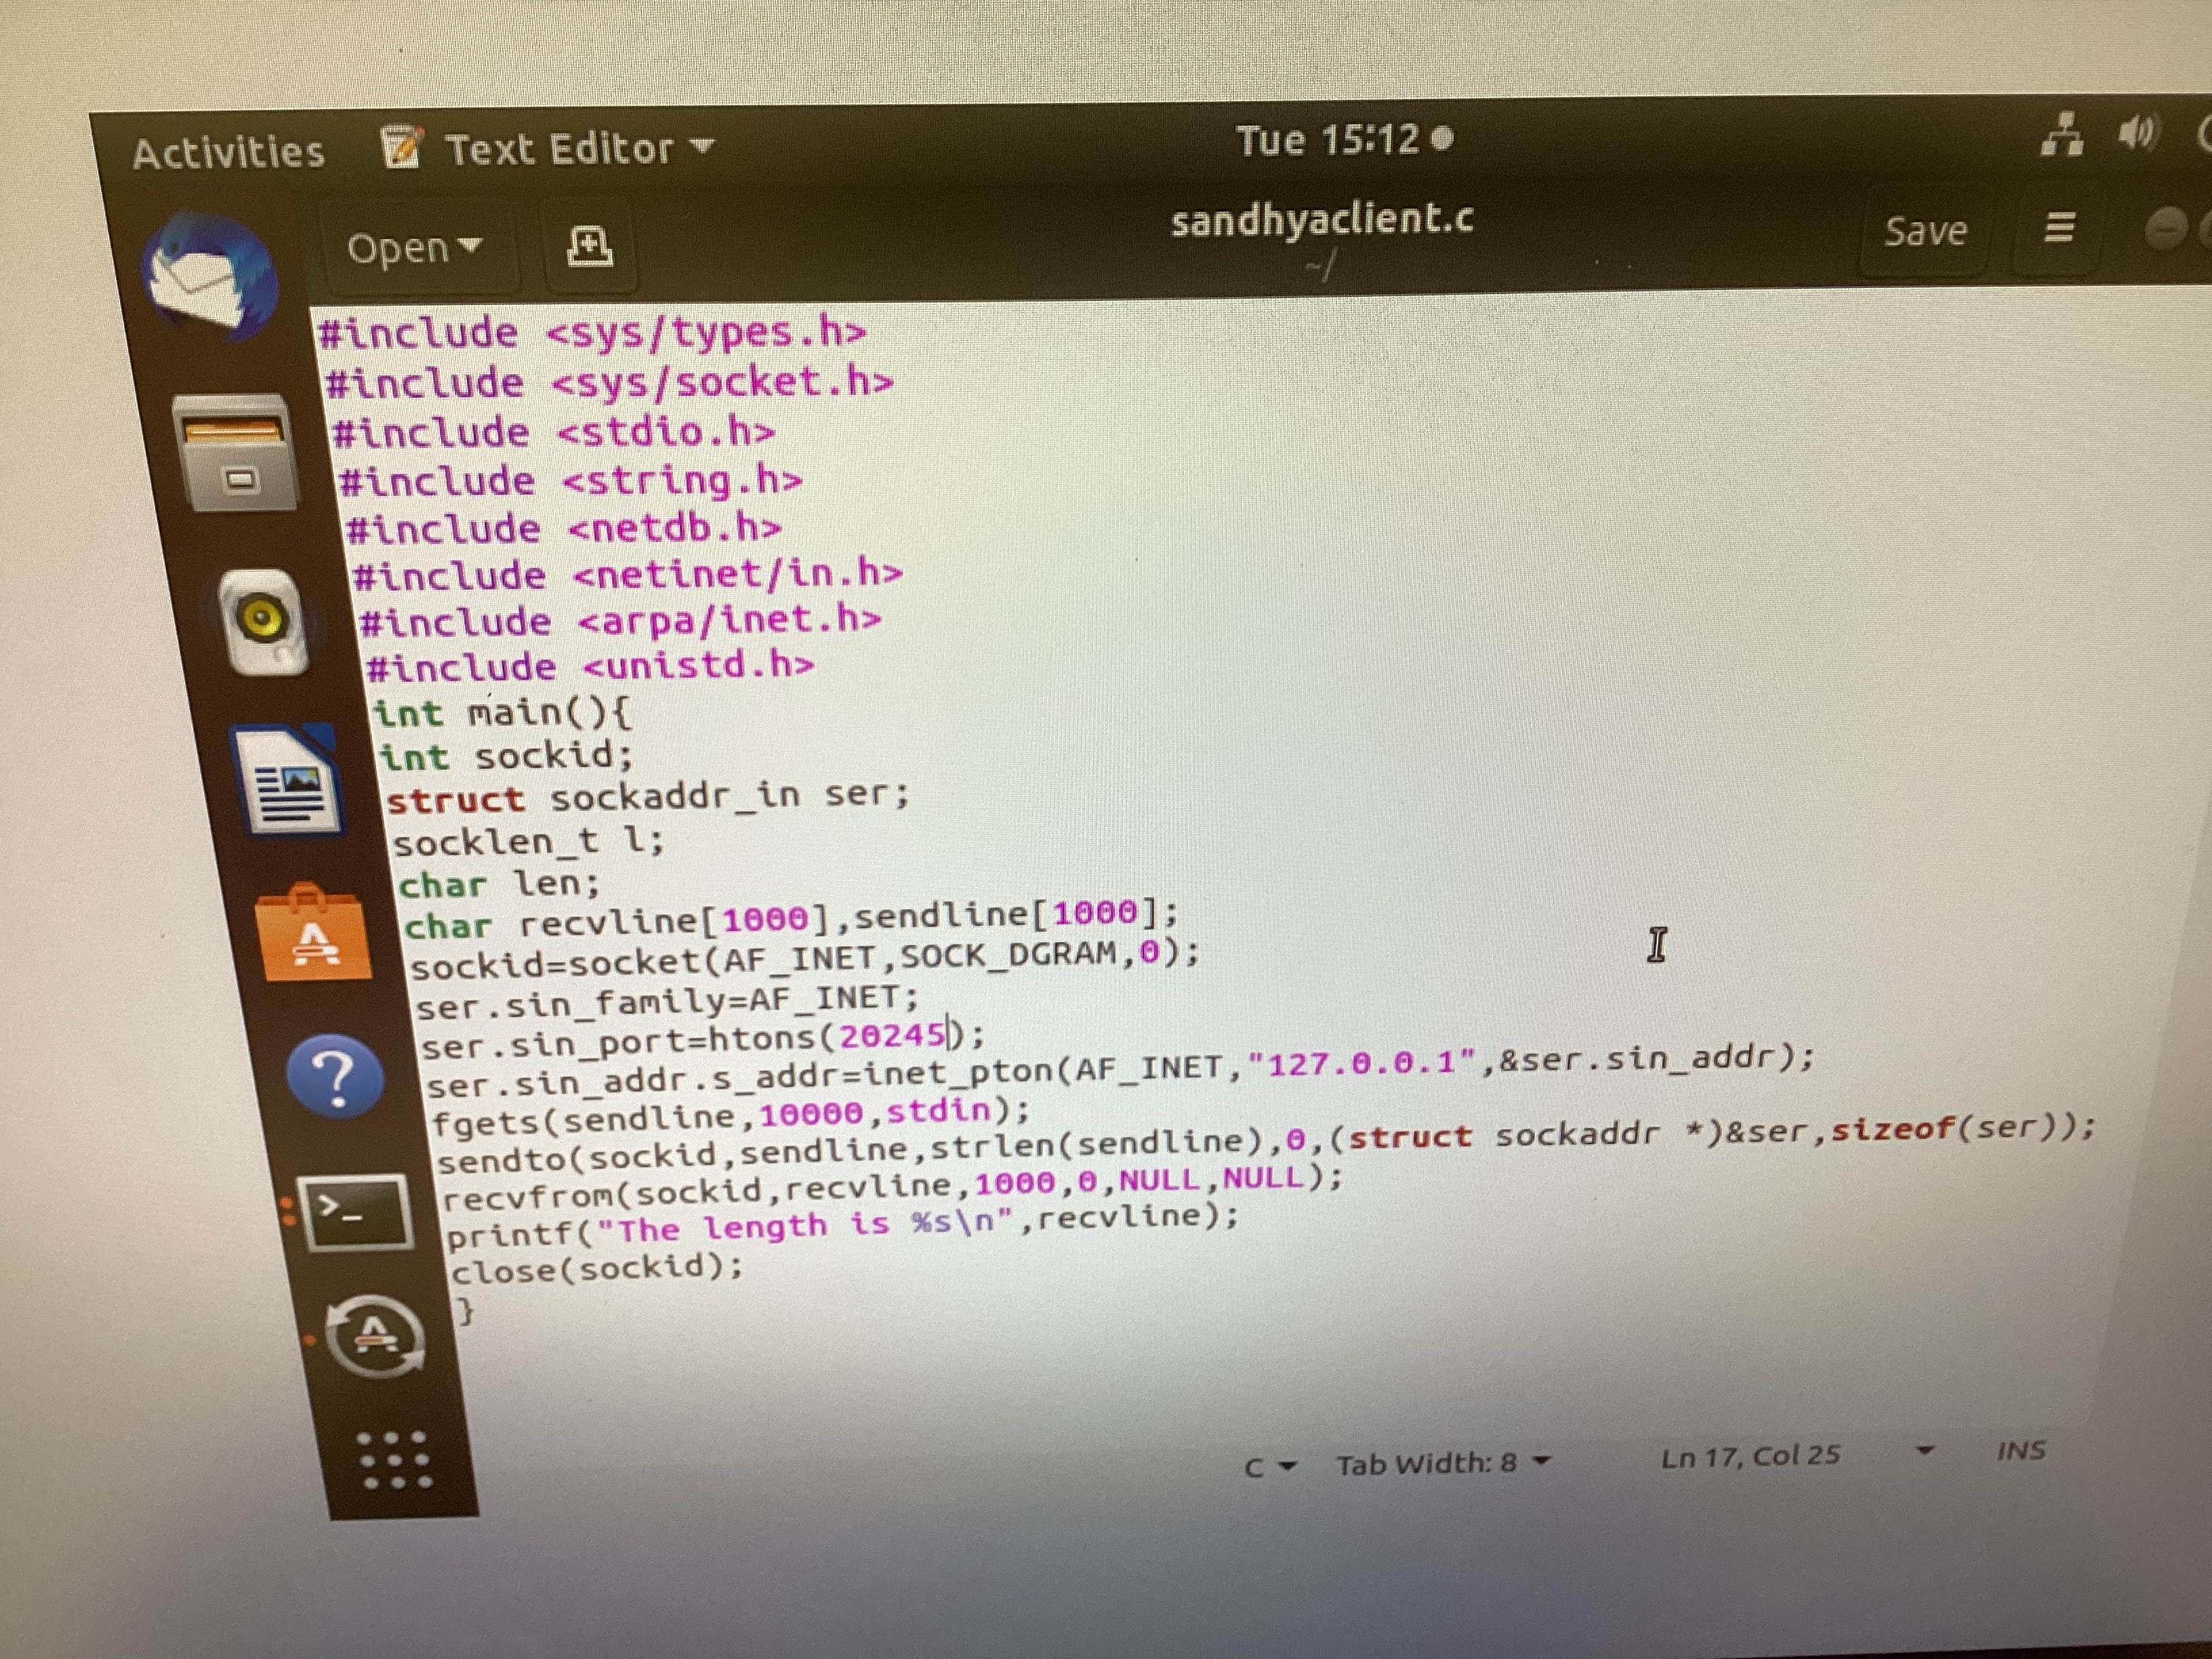 Activities Text Editor Tue 15:12
Open sandhyaclient.c Save
~/
#include <sys/types.h>
#include <sys/socket.h>
#include <stdio.h>
#include <string.h>
#include <netdb.h>
#include <netinet/in.h>
#include <arpa/inet.h>
#include <unistd.h>
int main(){
int sockid;
struct sockaddr_in ser;
socklen_t l;
char len;
char recvline[1000],sendline[1000];
sockid=socket(AF_INET,SOCK_DGRAM,0);
ser.sin_family=AF_INET;
ser.sin_port=htons(20245);
ser.sin_addr.s_addr=inet_pton(AF_INET,"127.0.0.1",&ser.sin_addr);
fgets(sendline,10000,stdin);
sendto(sockid,sendline,strlen(sendline),0,(struct sockaddr *)&ser,sizeof(ser));
recvfrom(sockid,recvline,1000,0,NULL,NULL);
printf("The length is %s\n",recvline);
close(sockid);
}
C Tab Width: 8 Ln 17, Col 25 INS